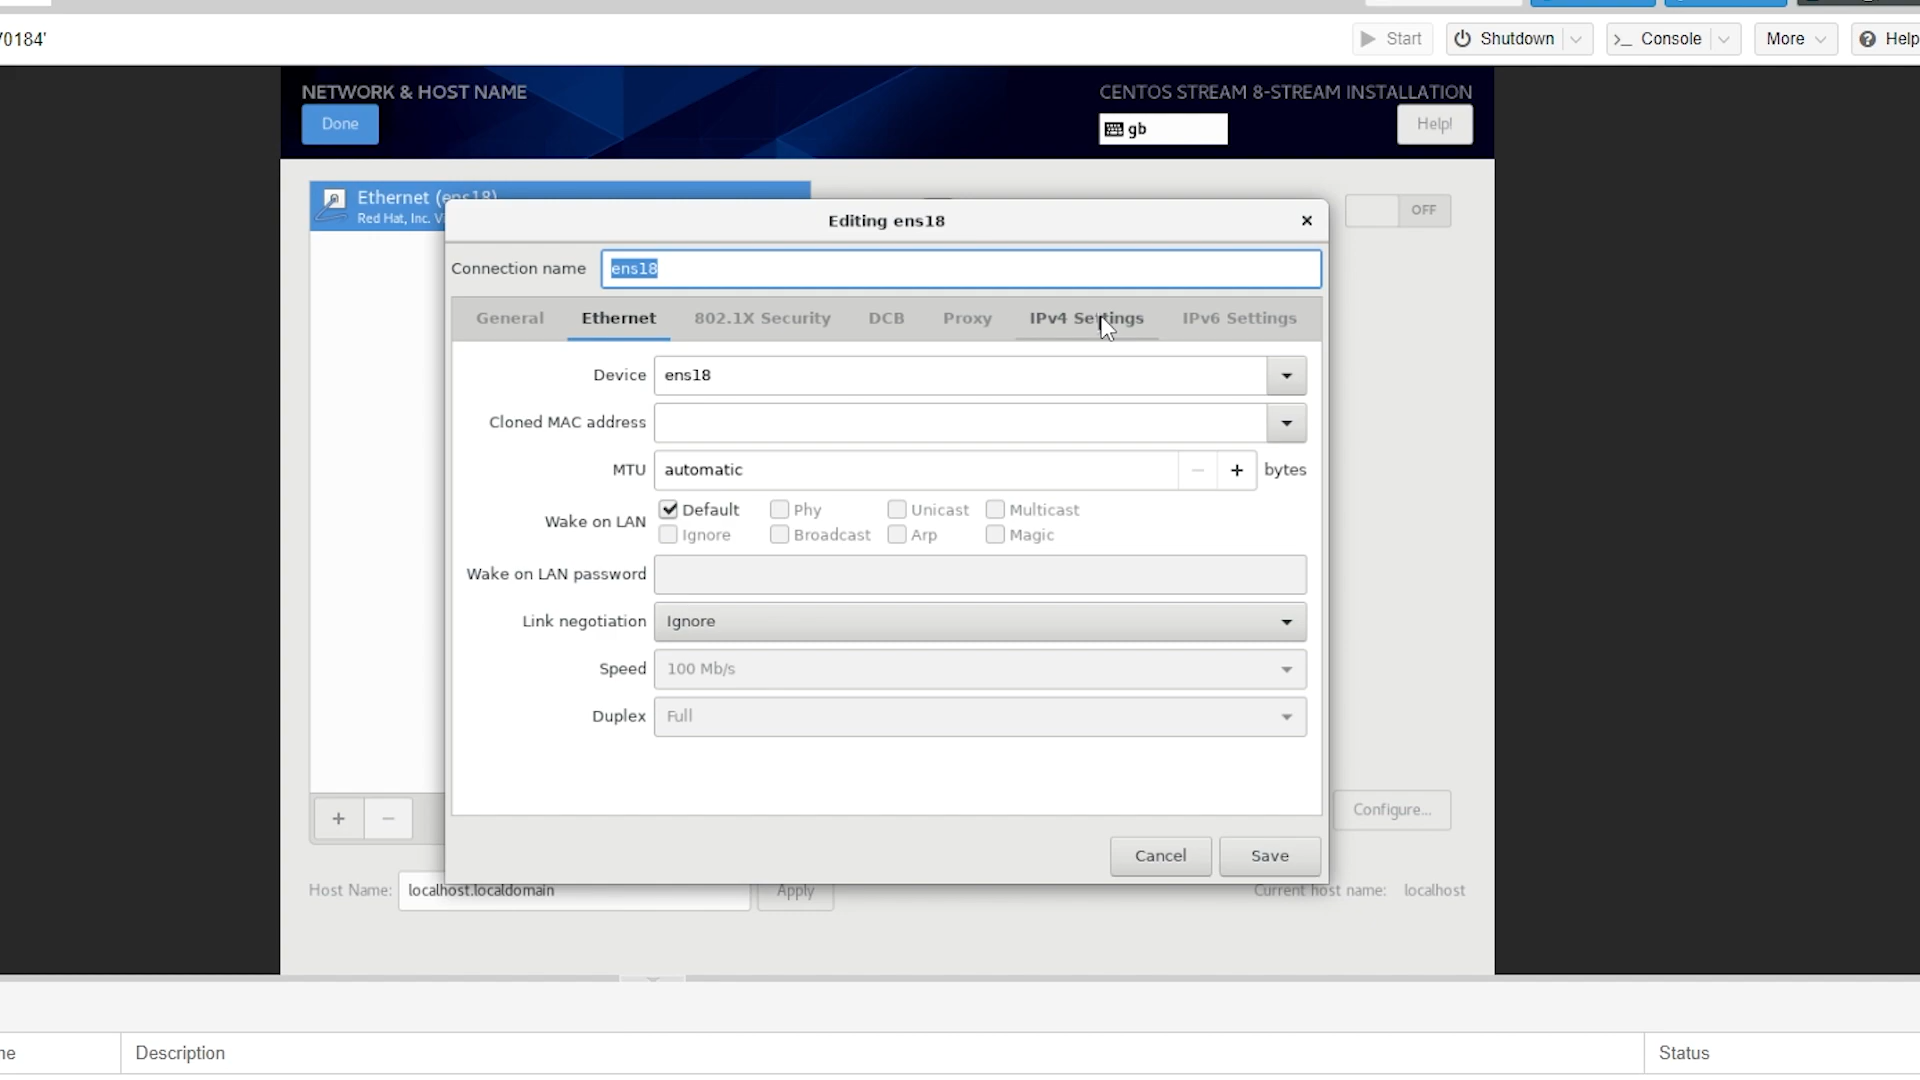 70184'
Start
Shutdown
Console
More
Help
NETWORK & HOST NAME
CENTOS STREAM 8-STREAM INSTALLATION
Done
gb
Help!
Ethernet (ens18)
Red Hat, Inc. Vi
OFF
Editing ens18
Connection name ens18
General Ethernet 802.1X Security DCB Proxy IPv4 Settings IPv6 Settings
Device ens18
Cloned MAC address
MTU automatic bytes
Wake on LAN
Default Phy Unicast Multicast
Ignore Broadcast Arp Magic
Wake on LAN password
Link negotiation Ignore
Speed 100 Mb/s
Duplex Full
Configure...
Cancel Save
Host Name: localhost.localdomain Apply
Current host name: localhost
ne Description Status